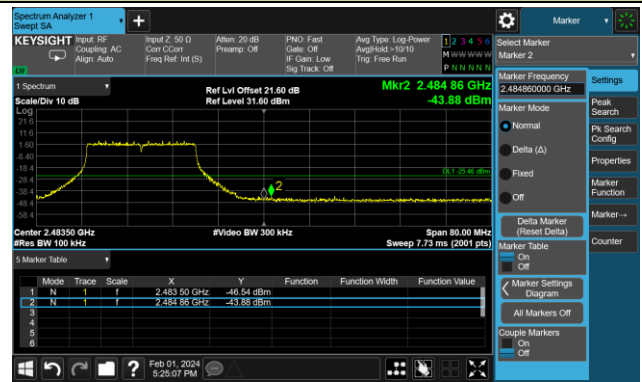 Spectrum Analyzer 1
Swept SA
+
Marker
KEYSIGHT
Input: RF
Coupling: AC
Align: Auto
Input Z: 50 Ω
Corr CCorr
Freq Ref: Int (S)
Atten: 20 dB
Preamp: Off
PNO: Fast
Gate: Off
IF Gain: Low
Sig Track: Off
Avg Type: Log-Power
Avg|Hold:>10/10
Trig: Free Run
1 2 3 4 5 6
M W W W W W
P N N N N N
Select Marker
Marker 2
1 Spectrum
Scale/Div 10 dB
Log
Ref Lvl Offset 21.60 dB
Ref Level 31.60 dBm
Mkr2 2.484 86 GHz
-43.88 dBm
21.6
11.6
1.60
-8.40
-18.4
-28.4
-38.4
-48.4
-58.4
DL1 -25.46 dBm
2
Center 2.48350 GHz
#Res BW 100 kHz
#Video BW 300 kHz
Span 80.00 MHz
Sweep 7.73 ms (2001 pts)
5 Marker Table
Mode Trace Scale X Y Function Function Width Function Value
1 N 1 f 2.483 50 GHz -46.54 dBm
2 N 1 f 2.484 86 GHz -43.88 dBm
3
4
5
6
Marker Frequency
2.484860000 GHz
Marker Mode
Normal
Delta (Δ)
Fixed
Off
Delta Marker
(Reset Delta)
Marker Table
On
Off
Marker Settings
Diagram
All Markers Off
Couple Markers
On
Off
Settings
Peak
Search
Pk Search
Config
Properties
Marker
Function
Marker→
Counter
?
Feb 01, 2024
5:25:07 PM